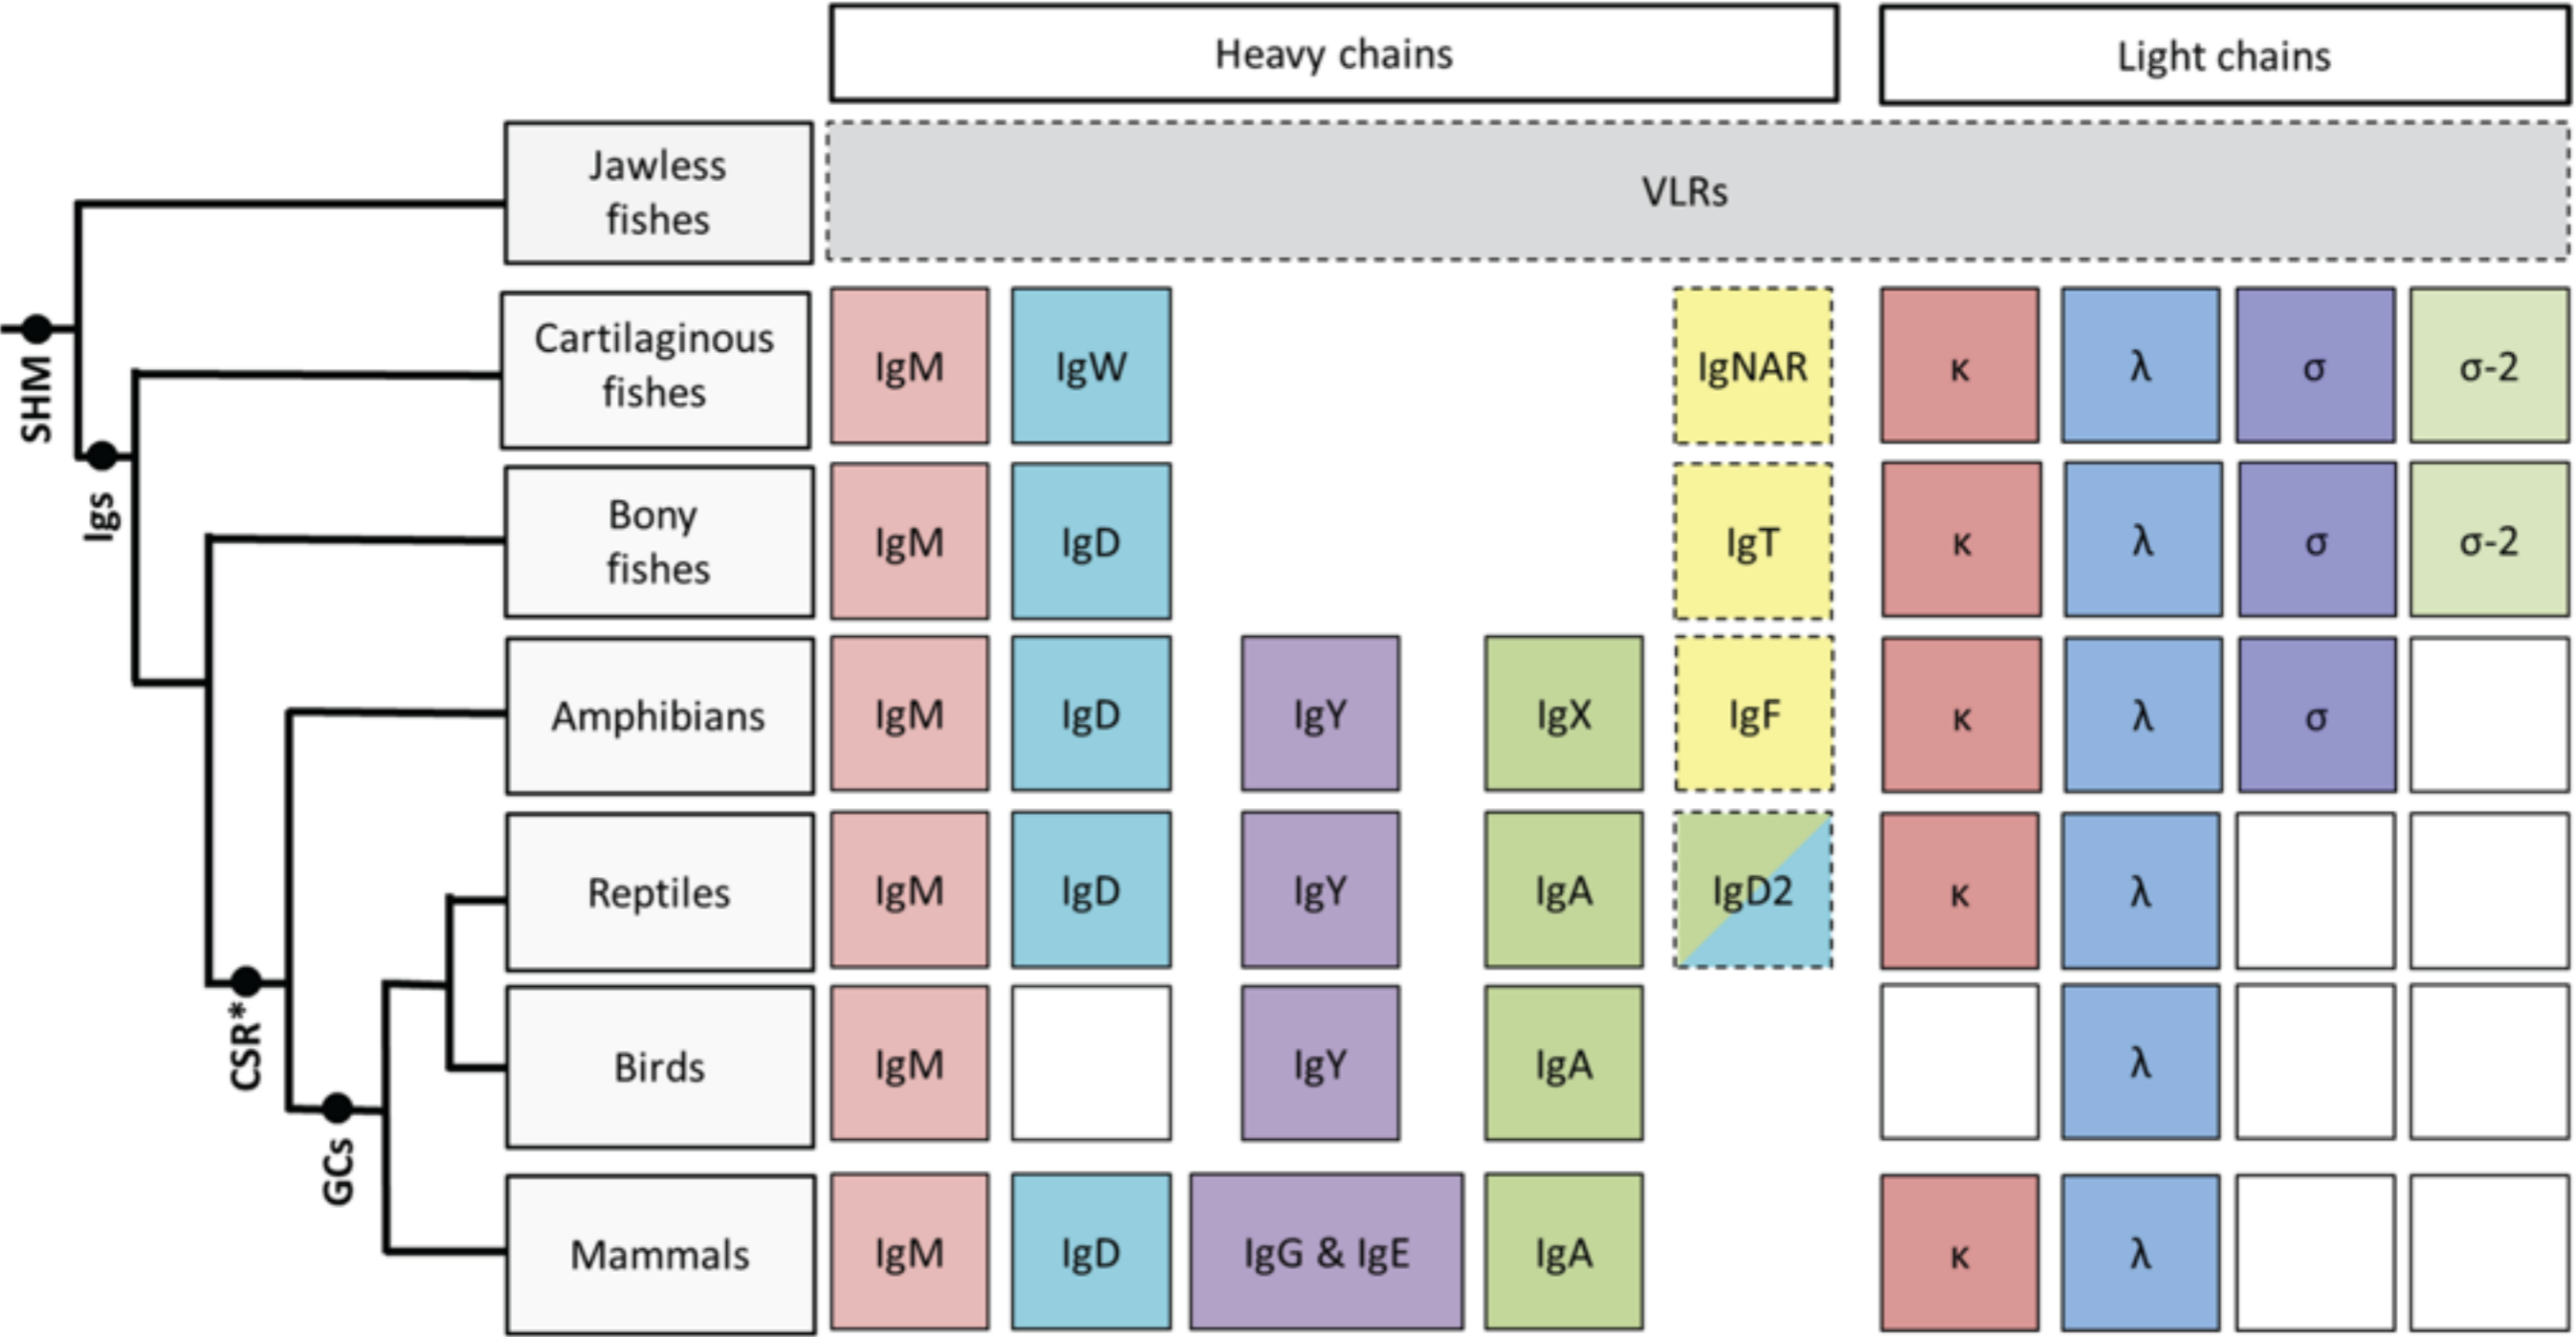 Heavy chains
Light chains
Jawless
fishes
VLRs
SHM
Cartilaginous
fishes
IgM
IgW
IgNAR
κ
λ
σ
σ-2
Igs
Bony
fishes
IgM
IgD
IgT
κ
λ
σ
σ-2
Amphibians
IgM
IgD
IgY
IgX
IgF
κ
λ
σ
Reptiles
IgM
IgD
IgY
IgA
IgD2
κ
λ
CSR*
Birds
IgM
IgY
IgA
λ
GCs
Mammals
IgM
IgD
IgG & IgE
IgA
κ
λ